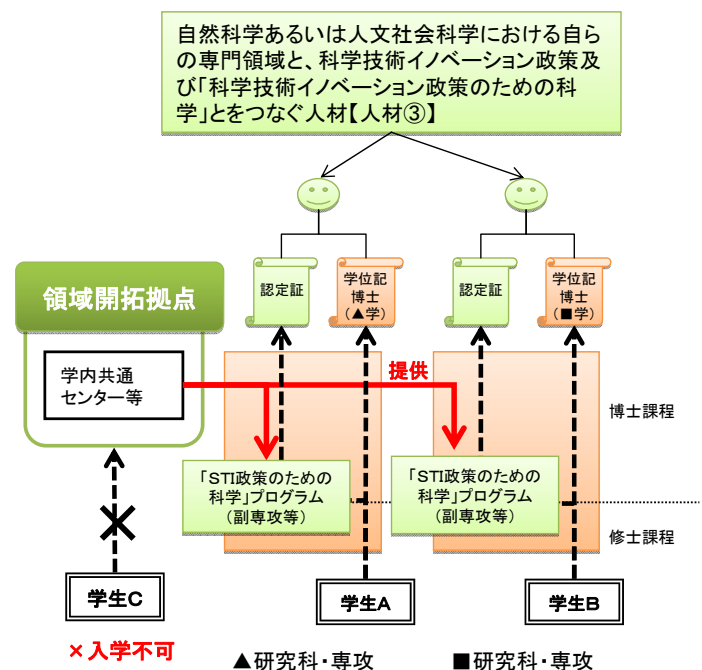 自然科学あるいは人文社会科学における自ら
の専門領域と、科学技術イノベーション政策及
び「科学技術イノベーション政策のための科
学」とをつなぐ人材【人材③】
領域開拓拠点
認定証
学位記
博士
（▲学）
認定証
学位記
博士
（■学）
学内共通
センター等
提供
博士課程
「STI政策のための
科学」プログラム
（副専攻等）
「STI政策のための
科学」プログラム
（副専攻等）
修士課程
学生C
学生A
学生B
×入学不可
▲研究科・専攻
■研究科・専攻